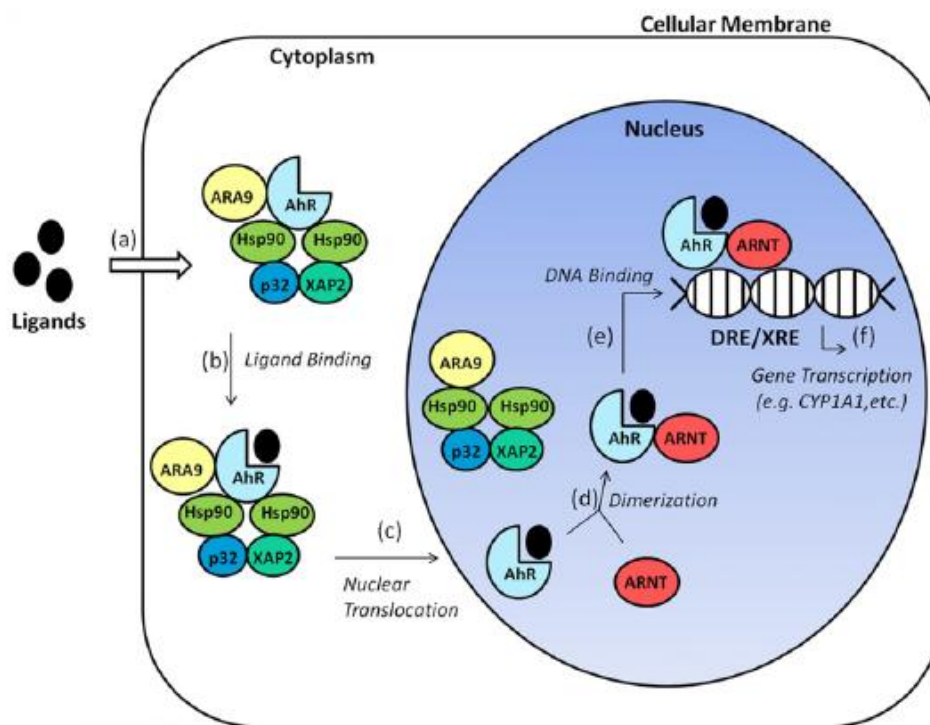 Cellular Membrane
Cytoplasm
Nucleus
ARA9
AhR
Hsp90
Hsp90
p32
XAP2
(a)
Ligands
(b)
Ligand Binding
ARA9
AhR
Hsp90
Hsp90
p32
XAP2
(c)
Nuclear
Translocation
AhR
ARNT
(d)
Dimerization
ARA9
Hsp90
Hsp90
p32
XAP2
AhR
ARNT
(e)
DNA Binding
AhR
ARNT
DRE/XRE
(f)
Gene Transcription
(e.g. CYP1A1,etc.)